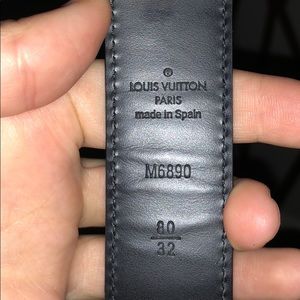 ®
LOUIS VUITTON
PARIS
made in Spain
M6890
80
32